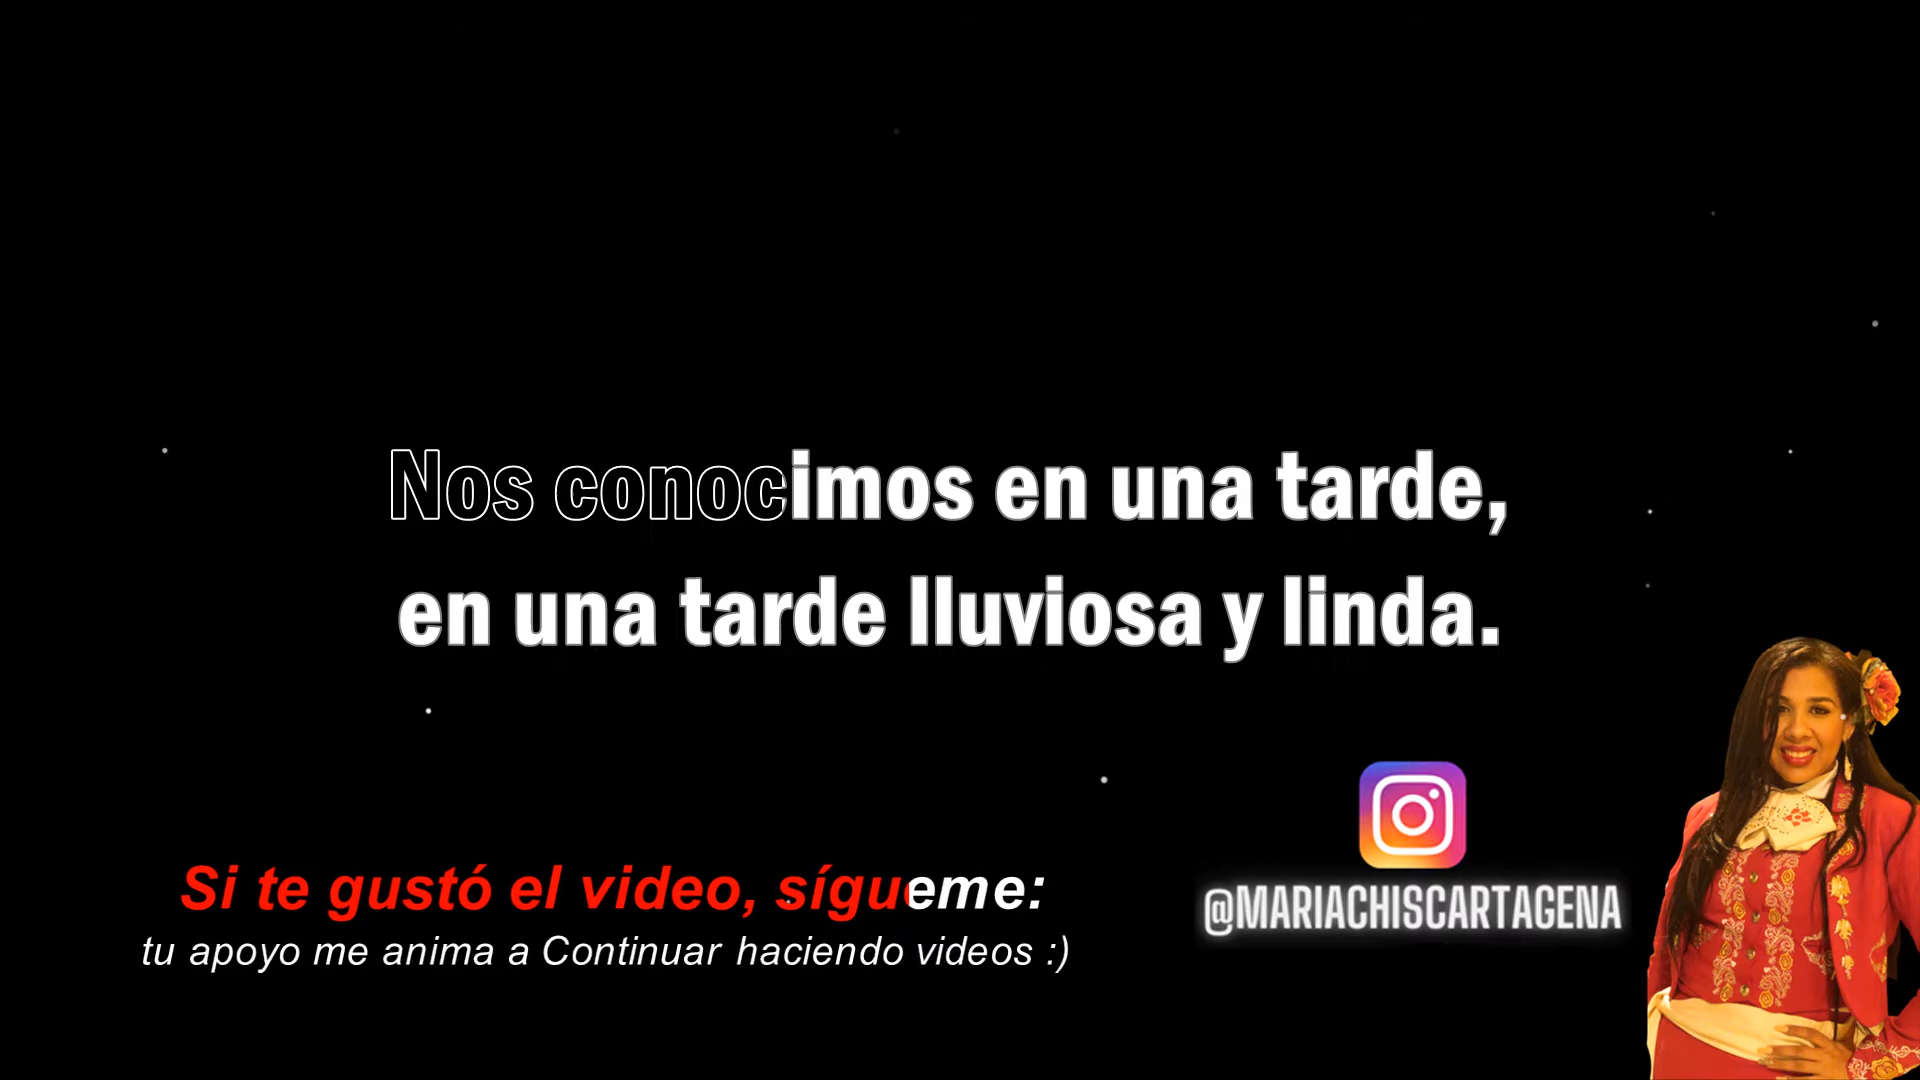 Nos conocimos en una tarde,
en una tarde lluviosa y linda.
Si te gustó el video, sígueme:
tu apoyo me anima a Continuar haciendo videos :)
@MARIACHISCARTAGENA